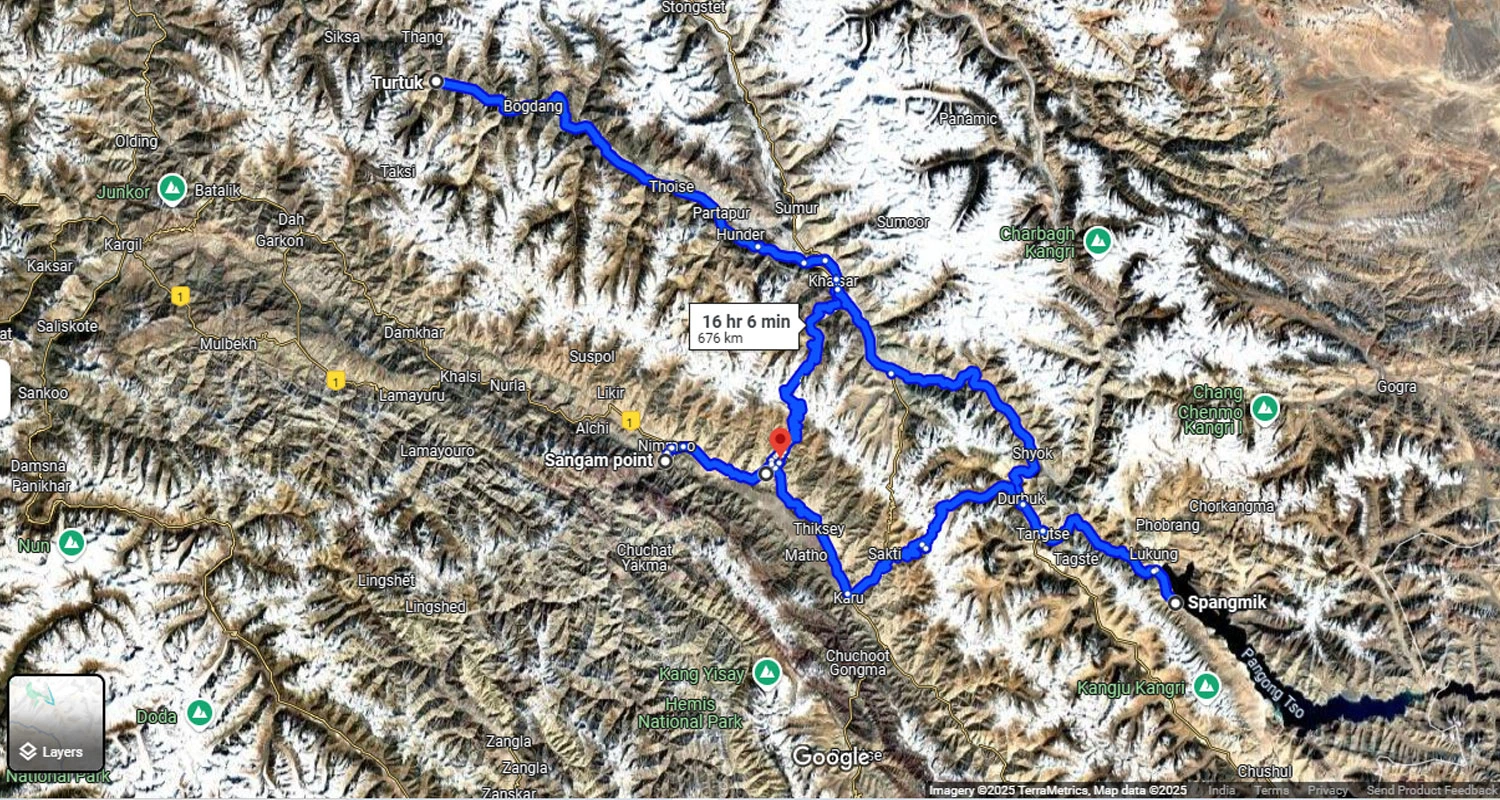 Stongstet
Siksa
Thang
Turtuk
Bogdang
Panamic
Olding
Taksi
Thoise
Junkor
Batalik
Partapur
Sumur
Dah
Sumoor
Hunder
Garkon
Charbagh
Kangri
Kargil
Kaksar
Khalsar
1
16 hr 6 min
676 km
Saliskote
at
Damkhar
Mulbekh
Suspol
Khalsi
Nurla
1
Gogra
Sankoo
Lamayuru
Likir
Chang
Chenmo
Kangri I
1
Alchi
Nimmoo
Lamayouro
Sangam point
Shyok
Damsna
Panikhar
Durbuk
Chorkangma
Thiksey
Phobrang
Tangtse
Nun
Chuchat
Yakma
Matho
Sakti
Tagste
Lukung
Lingshet
Karu
Spangmik
Lingshed
Chuchoot
Gongma
Kang Yisay
Pangong Tso
Kangju Kangri
Hemis
National Park
Doda
Layers
Zangla
Google
Zangla
Chushul
National Park
Zanskar
Imagery ©2025 TerraMetrics, Map data ©2025 India Terms Privacy Send Product Feedback